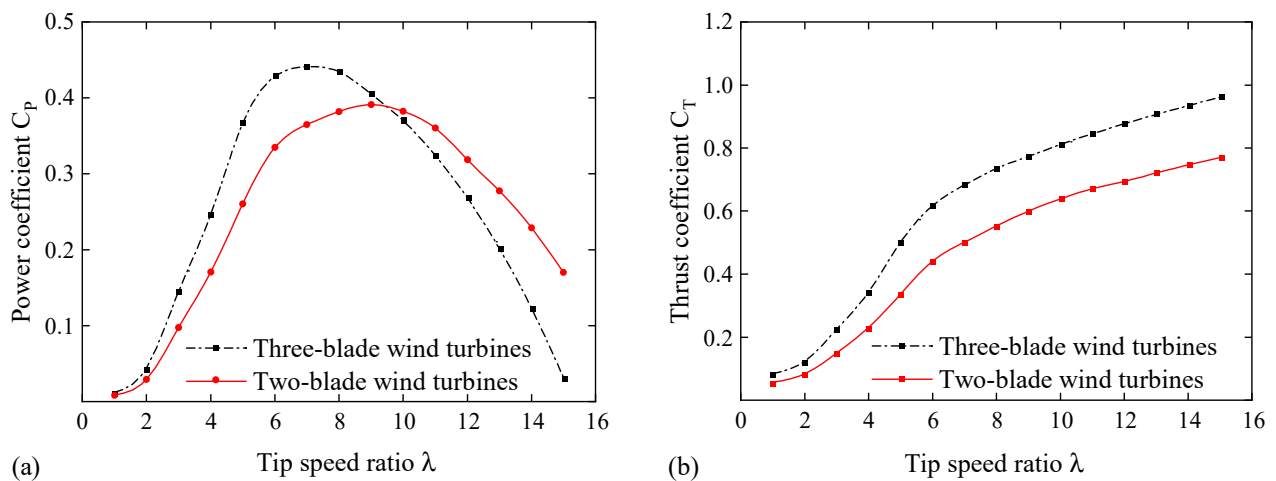 0.5
0.4
0.3
0.2
0.1
Power coefficient C_P
Three-blade wind turbines
Two-blade wind turbines
0 2 4 6 8 10 12 14 16
Tip speed ratio λ
(a)
1.2
1.0
0.8
0.6
0.4
0.2
Thrust coefficient C_T
Three-blade wind turbines
Two-blade wind turbines
0 2 4 6 8 10 12 14 16
Tip speed ratio λ
(b)